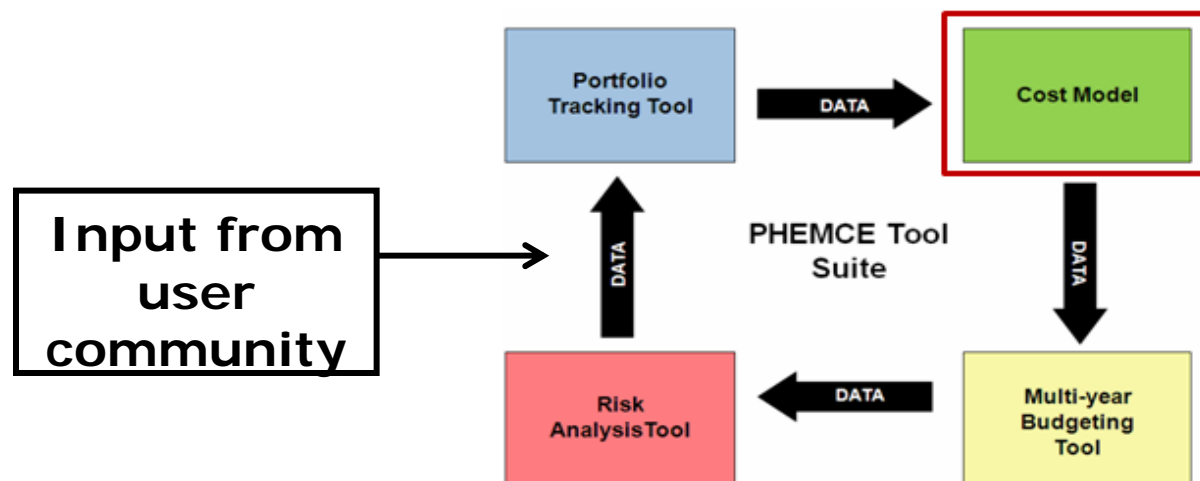 Portfolio
Tracking Tool
DATA
Cost Model
Input from
user
community
DATA
PHEMCE Tool
Suite
DATA
Risk
AnalysisTool
DATA
Multi-year
Budgeting
Tool